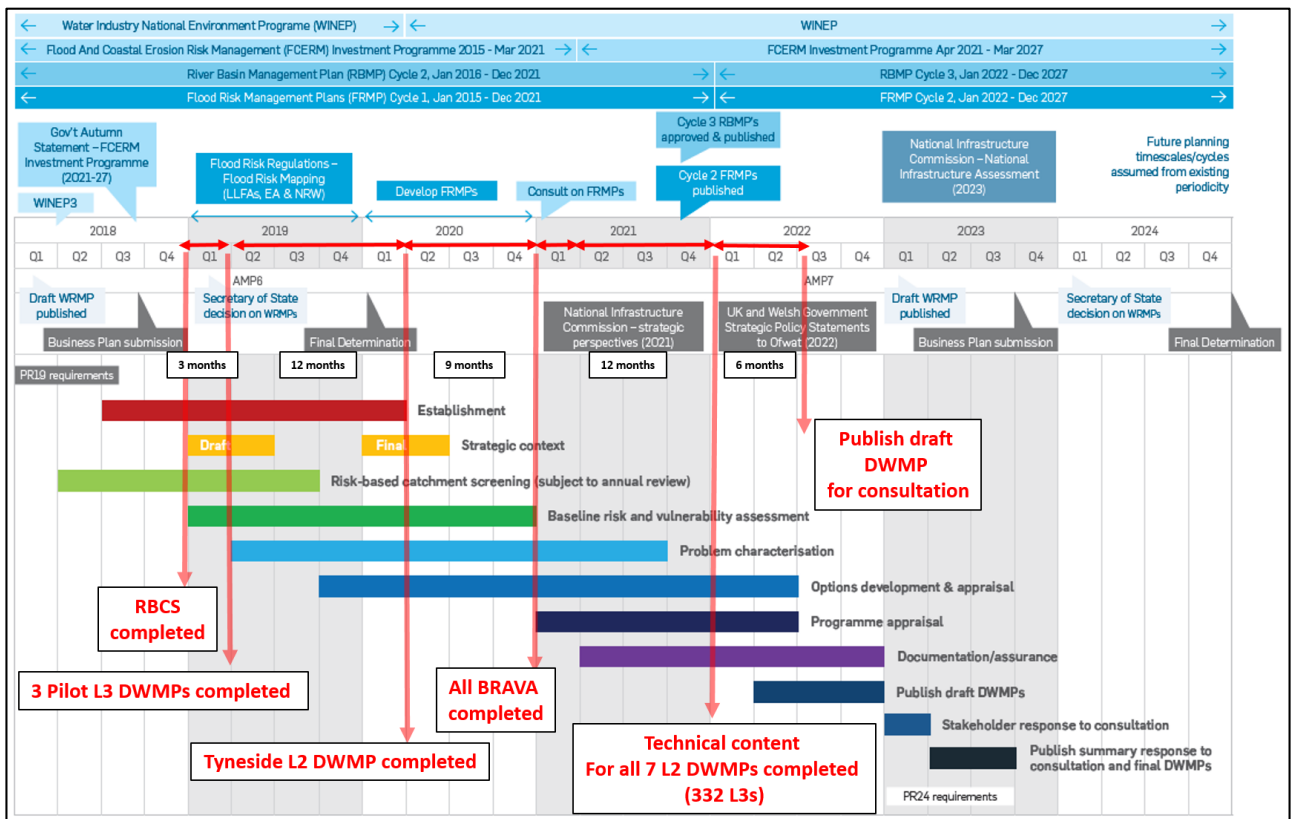 Water Industry National Environment Programe (WINEP)
WINEP
Flood And Coastal Erosion Risk Management (FCERM) Investment Programme 2015 - Mar 2021
FCERM Investment Programme Apr 2021 - Mar 2027
River Basin Management Plan (RBMP) Cycle 2, Jan 2016 - Dec 2021
RBMP Cycle 3, Jan 2022 - Dec 2027
Flood Risk Management Plans (FRMP) Cycle 1, Jan 2015 - Dec 2021
FRMP Cycle 2, Jan 2022 - Dec 2027
Gov't Autumn
Statement – FCERM
Investment Programme
(2021-27)
WINEP3
Flood Risk Regulations –
Flood Risk Mapping
(LLFAs, EA & NRW)
Develop FRMPs
Consult on FRMPs
Cycle 3 RBMP's
approved & published
Cycle 2 FRMPs
published
National Infrastructure
Commission – National
Infrastructure Assessment
(2023)
Future planning
timescales/cycles
assumed from existing
periodicity
2018 2019 2020 2021 2022 2023 2024
Q1 Q2 Q3 Q4 Q1 Q2 Q3 Q4 Q1 Q2 Q3 Q4 Q1 Q2 Q3 Q4 Q1 Q2 Q3 Q4 Q1 Q2 Q3 Q4 Q1 Q2 Q3 Q4
AMP6
AMP7
Draft WRMP
published
Business Plan submission
Secretary of State
decision on WRMPs
Final Determination
National Infrastructure
Commission – strategic
perspectives (2021)
UK and Welsh Government
Strategic Policy Statements
to Ofwat (2022)
Draft WRMP
published
Business Plan submission
Secretary of State
decision on WRMPs
Final Determination
3 months
12 months
9 months
12 months
6 months
PR19 requirements
Establishment
Draft
Final
Strategic context
Risk-based catchment screening (subject to annual review)
Baseline risk and vulnerability assessment
Problem characterisation
Options development & appraisal
Programme appraisal
Documentation/assurance
Publish draft DWMPs
Stakeholder response to consultation
Publish summary response to
consultation and final DWMPs
PR24 requirements
Publish draft
DWMP
for consultation
RBCS
completed
3 Pilot L3 DWMPs completed
All BRAVA
completed
Tyneside L2 DWMP completed
Technical content
For all 7 L2 DWMPs completed
(332 L3s)